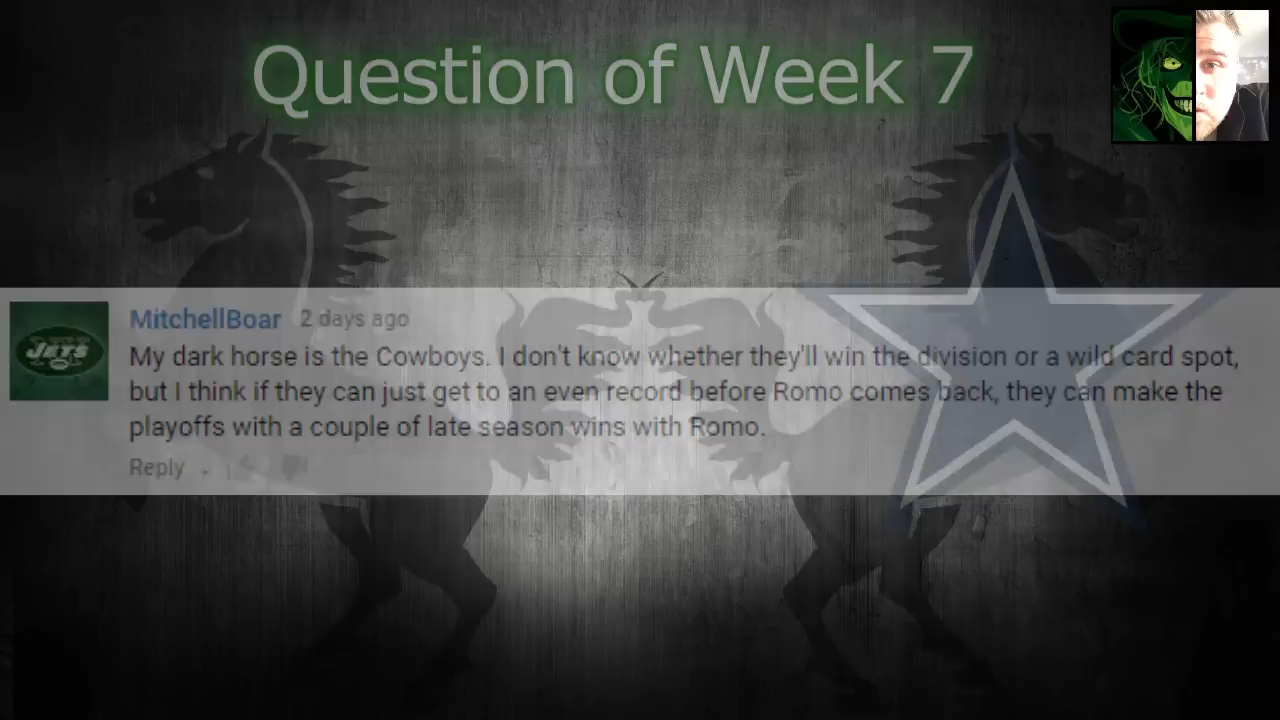 Question of Week 7
MitchellBoar 2 days ago
My dark horse is the Cowboys. I don't know whether they'll win the division or a wild card spot,
but I think if they can just get to an even record before Romo comes back, they can make the
playoffs with a couple of late season wins with Romo.
Reply .
JETS